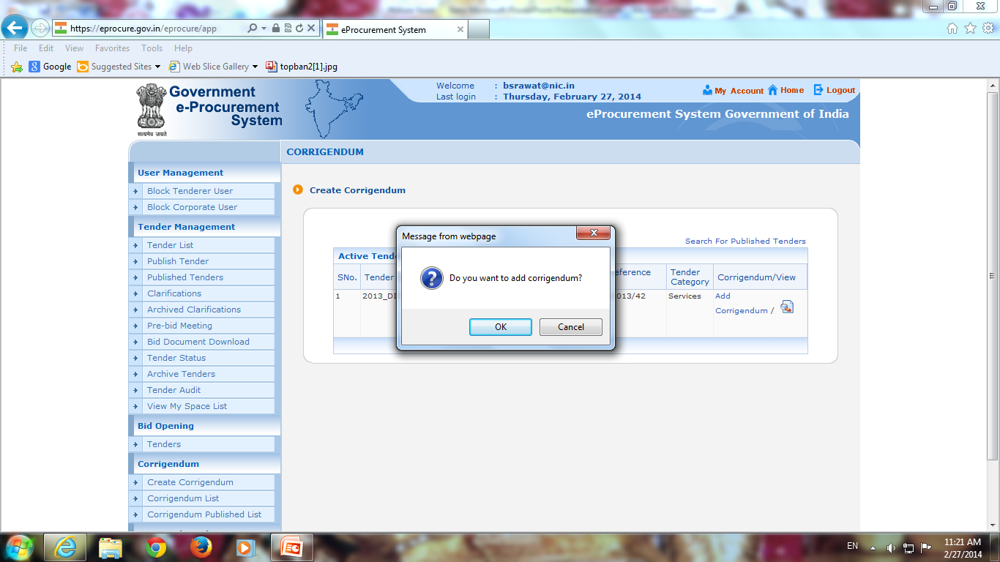 https://eprocure.gov.in/eprocure/app
eProcurement System
File Edit View Favorites Tools Help
Google Suggested Sites Web Slice Gallery topban2[1].jpg
Government
e-Procurement
System
सत्यमेव जयते
Welcome : bsrawat@nic.in
Last login : Thursday, February 27, 2014
My Account Home Logout
eProcurement System Government of India
CORRIGENDUM
User Management
Block Tenderer User
Block Corporate User
Tender Management
Tender List
Publish Tender
Published Tenders
Clarifications
Archived Clarifications
Pre-bid Meeting
Bid Document Download
Tender Status
Archive Tenders
Tender Audit
View My Space List
Bid Opening
Tenders
Corrigendum
Create Corrigendum
Corrigendum List
Corrigendum Published List
Create Corrigendum
Search For Published Tenders
Active Tende
SNo. Tender eference Tender Category Corrigendum/View
1 2013_DI 013/42 Services Add
Corrigendum /
Message from webpage
Do you want to add corrigendum?
OK Cancel
EN
11:21 AM
2/27/2014